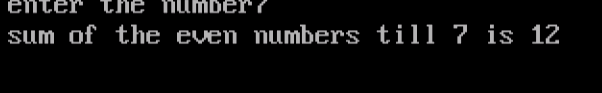 enter the number7
sum of the even numbers till 7 is 12